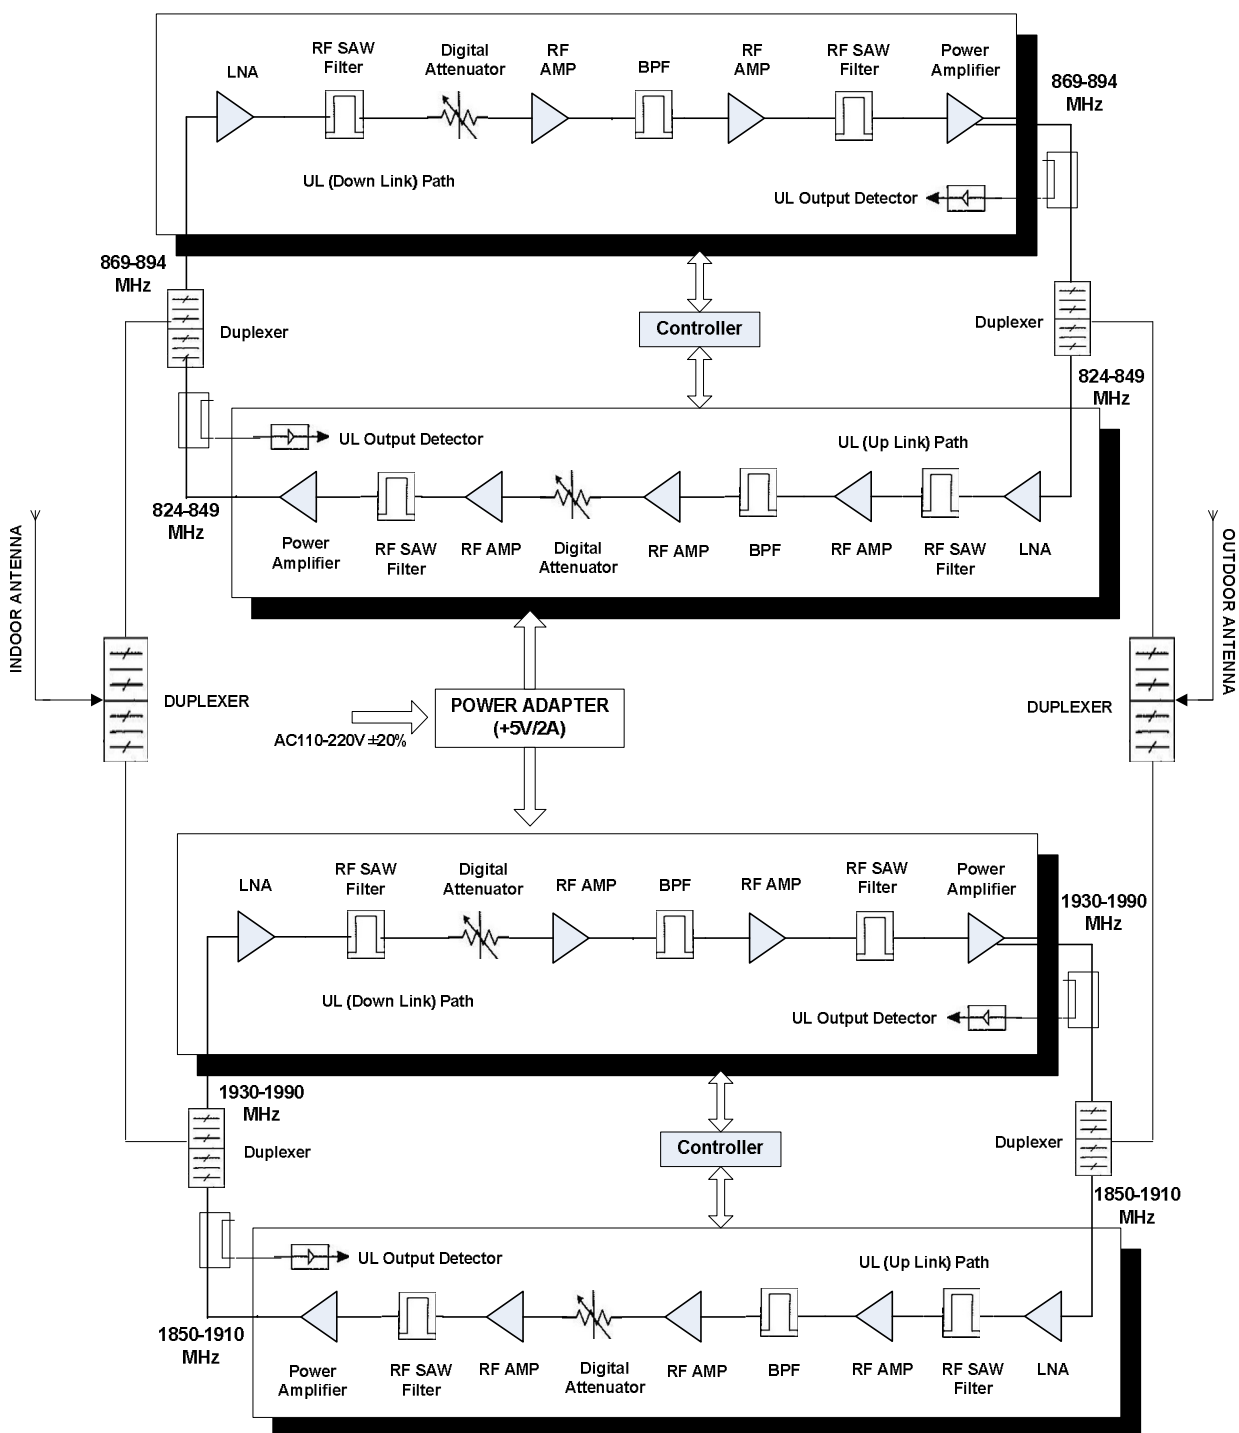 RF SAW
Filter
Digital
Attenuator
RF
AMP
RF
AMP
RF SAW
Filter
Power
Amplifier
LNA
BPF
869-894
MHz
UL (Down Link) Path
UL Output Detector
869-894
MHz
Duplexer
Controller
Duplexer
824-849
MHz
UL Output Detector
UL (Up Link) Path
824-849
MHz
Power
Amplifier
RF SAW
Filter
RF AMP
Digital
Attenuator
RF AMP
BPF
RF AMP
RF SAW
Filter
LNA
INDOOR ANTENNA
OUTDOOR ANTENNA
DUPLEXER
POWER ADAPTER
(+5V/2A)
AC110-220V ±20%
DUPLEXER
LNA
RF SAW
Filter
Digital
Attenuator
RF AMP
BPF
RF AMP
RF SAW
Filter
Power
Amplifier
1930-1990
MHz
UL (Down Link) Path
UL Output Detector
1930-1990
MHz
Duplexer
Controller
Duplexer
1850-1910
MHz
UL Output Detector
UL (Up Link) Path
1850-1910
MHz
Power
Amplifier
RF SAW
Filter
RF AMP
Digital
Attenuator
RF AMP
BPF
RF AMP
RF SAW
Filter
LNA